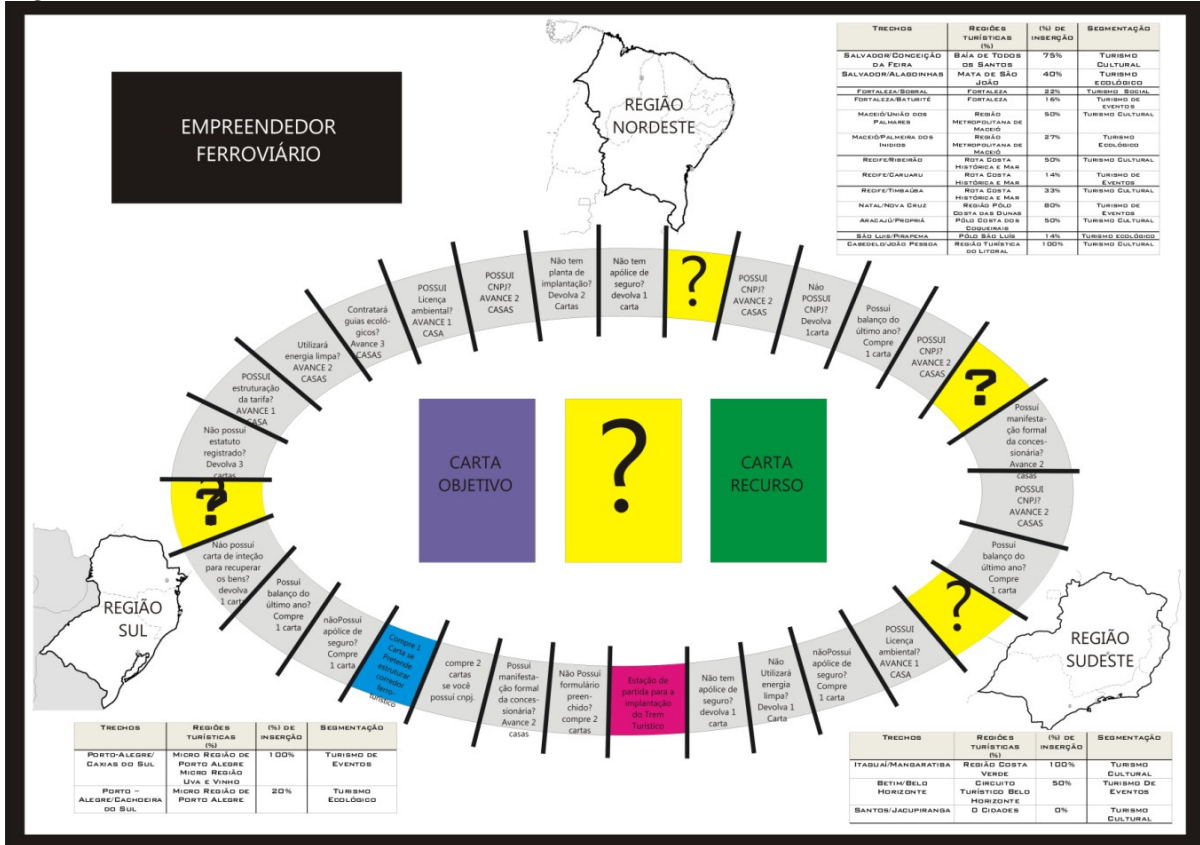 EMPREENDEDOR
FERROVIÁRIO
REGIÃO
NORDESTE
TRECHOS REGIÕES TURÍSTICAS (%) (%) DE INSERÇÃO SEGMENTAÇÃO
SALVADOR/CONCEIÇÃO DA FEIRA BAÍA DE TODOS OS SANTOS 75% TURISMO CULTURAL
SALVADOR/ALAGOINHAS MATA DE SÃO JOÃO 40% TURISMO ECOLÓGICO
FORTALEZA/SOBRAL FORTALEZA 22% TURISMO SOCIAL
FORTALEZA/BATURITÉ FORTALEZA 16% TURISMO DE EVENTOS
MACEIÓ/UNIÃO DOS PALMARES REGIÃO METROPOLITANA DE MACEIÓ 50% TURISMO CULTURAL
MACEIÓ/PALMEIRA DOS INIDIOS REGIÃO METROPOLITANA DE MACEIÓ 27% TURISMO ECOLÓGICO
RECIFE/RIBEIRÃO ROTA COSTA HISTÓRICA E MAR 50% TURISMO CULTURAL
RECIFE/CARUARU ROTA COSTA HISTÓRICA E MAR 14% TURISMO DE EVENTOS
RECIFE/TIMBAÚBA ROTA COSTA HISTÓRICA E MAR 33% TURISMO CULTURAL
NATAL/NOVA CRUZ REGIÃO PÓLO COSTA DAS DUNAS 80% TURISMO DE EVENTOS
ARACAJÚ/PROPRIÁ PÓLO COSTA DOS COQUEIRAIS 50% TURISMO CULTURAL
SÃO LUIS/PIRAPEMA PÓLO SÃO LUÍS 14% TURISMO ECOLÓGICO
CABEDELO/JOÃO PESSOA REGIÃO TURÍSTICA DO LITORAL 100% TURISMO CULTURAL
Não possui
estatuto
registrado?
Devolva 3
cartas
POSSUI
estruturação
da tarifa?
AVANCE 1
CASA
Utilizará
energia limpa?
AVANCE 2
CASAS
Contratará
guias ecoló-
gicos?
Avance 3
CASAS
POSSUI
Licença
ambiental?
AVANCE 1
CASA
POSSUI
CNPJ?
AVANCE 2
CASAS
Não tem
planta de
implantação?
Devolva 2
Cartas
Não tem
apólice de
seguro?
devolva 1
carta
?
POSSUI
CNPJ?
AVANCE 2
CASAS
Não
POSSUI
CNPJ?
Devolva
1carta
Possui
balanço do
último ano?
Compre
1 carta
POSSUI
CNPJ?
AVANCE 2
CASAS
?
Possui
manifesta-
ção formal
da conces-
sionária?
Avance 2
casas
POSSUI
CNPJ?
AVANCE 2
CASAS
Possui
balanço do
último ano?
Compre
1 carta
?
POSSUI
Licença
ambiental?
AVANCE 1
CASA
nãoPossui
apólice de
seguro?
Compre
1 carta
Não
Utilizará
energia
limpa?
Devolva 1
Carta
Não tem
apólice de
seguro?
devolva 1
carta
Estação de
partida para a
implantação
do Trem
Turístico
Não Possui
formulário
preen-
chido?
compre 2
cartas
Possui
manifesta-
ção formal
da conces-
sionária?
Avance 2
casas
compre 2
cartas
se você
possui cnpj.
Compre 1
Carta se
Pretende
estruturar
corredor
ferro-
turístico
nãoPossui
apólice de
seguro?
Compre
1 carta
Possui
balanço do
último ano?
Compre
1 carta
Não possui
carta de inteção
para recuperar
os bens?
devolva
1 carta
?
CARTA
OBJETIVO
?
CARTA
RECURSO
REGIÃO
SUL
REGIÃO
SUDESTE
TRECHOS REGIÕES TURÍSTICAS (%) (%) DE INSERÇÃO SEGMENTAÇÃO
PORTO-ALEGRE/ CAXIAS DO SUL MICRO REGIÃO DE PORTO ALEGRE MICRO REGIÃO UVA E VINHO 100% TURISMO DE EVENTOS
PORTO – ALEGRE/CACHOEIRA DO SUL MICRO REGIÃO DE PORTO ALEGRE 20% TURISMO ECOLÓGICO
TRECHOS REGIÕES TURÍSTICAS (%) (%) DE INSERÇÃO SEGMENTAÇÃO
ITAGUAÍ/MANGARATIBA REGIÃO COSTA VERDE 100% TURISMO CULTURAL
BETIM/BELO HORIZONTE CIRCUITO TURÍSTICO BELO HORIZONTE 50% TURISMO DE EVENTOS
SANTOS/JACUPIRANGA 0 CIDADES 0% TURISMO CULTURAL